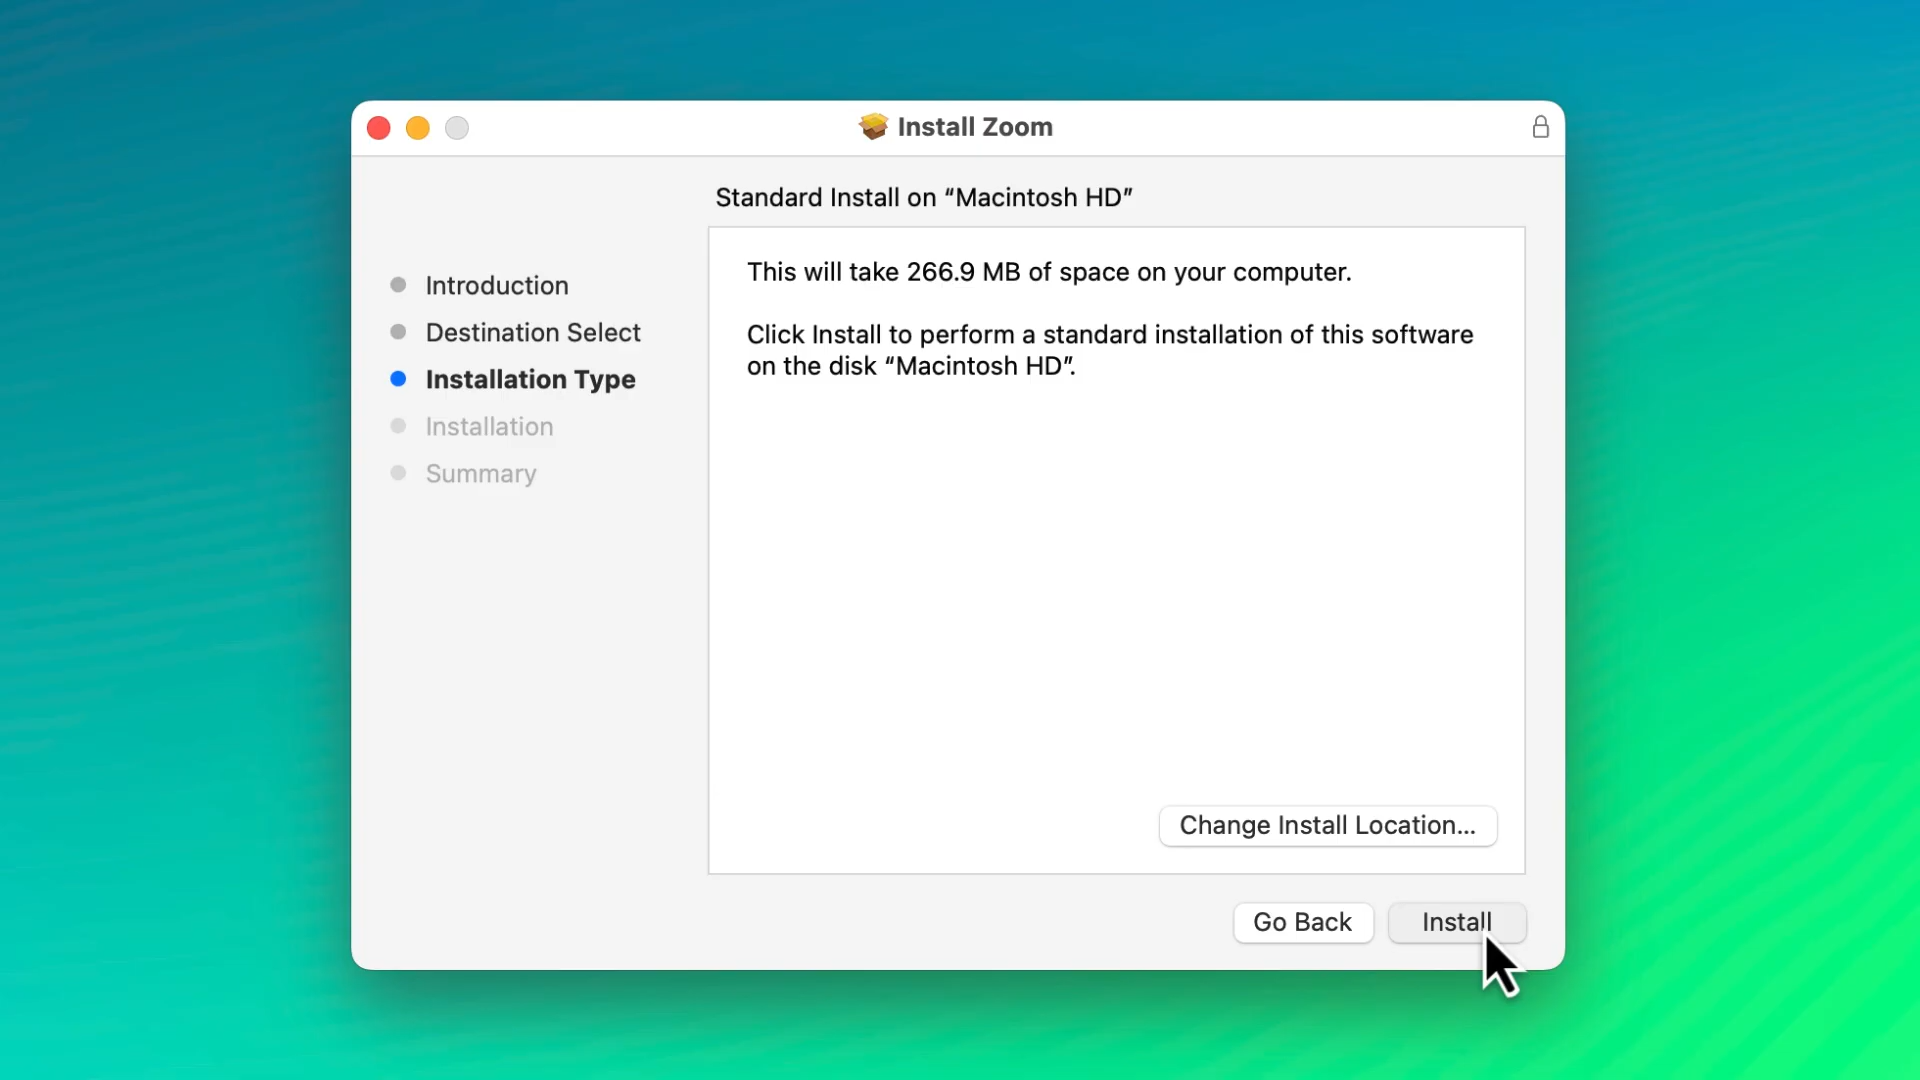 Install Zoom
Standard Install on “Macintosh HD”
Introduction
Destination Select
Installation Type
Installation
Summary
This will take 266.9 MB of space on your computer.
Click Install to perform a standard installation of this software
on the disk “Macintosh HD”.
Change Install Location...
Go Back
Install